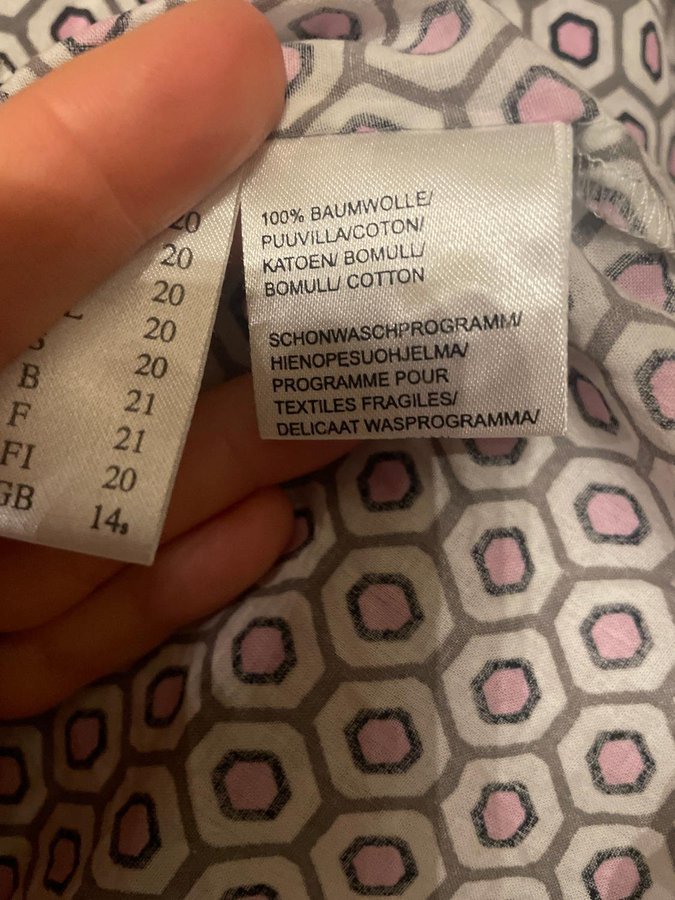 20
20
20
20
B 20
F 21
FI 21
GB 20
14s
100% BAUMWOLLE/
PUUVILLA/COTON/
KATOEN/ BOMULL/
BOMULL/ COTTON
SCHONWASCHPROGRAMM/
HIENOPESUOHJELMA/
PROGRAMME POUR
TEXTILES FRAGILES/
DELICAAT WASPROGRAMMA/